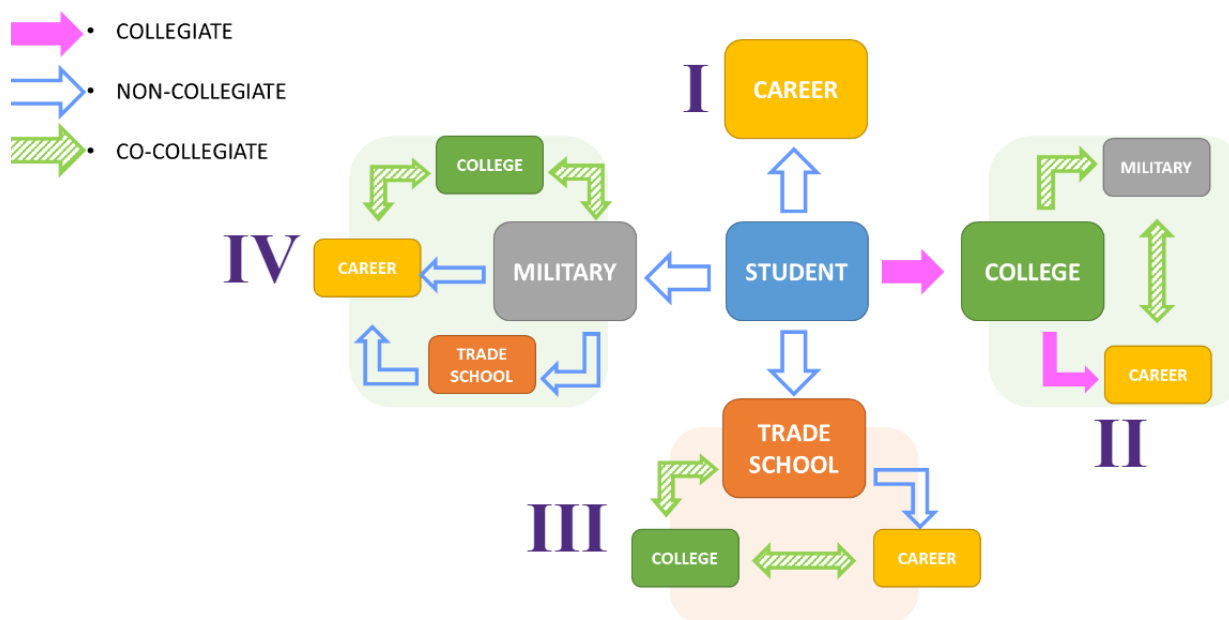 • COLLEGIATE
• NON-COLLEGIATE
• CO-COLLEGIATE
I
CAREER
COLLEGE
MILITARY
IV
CAREER
MILITARY
STUDENT
COLLEGE
TRADE
SCHOOL
CAREER
II
TRADE
SCHOOL
III
COLLEGE
CAREER